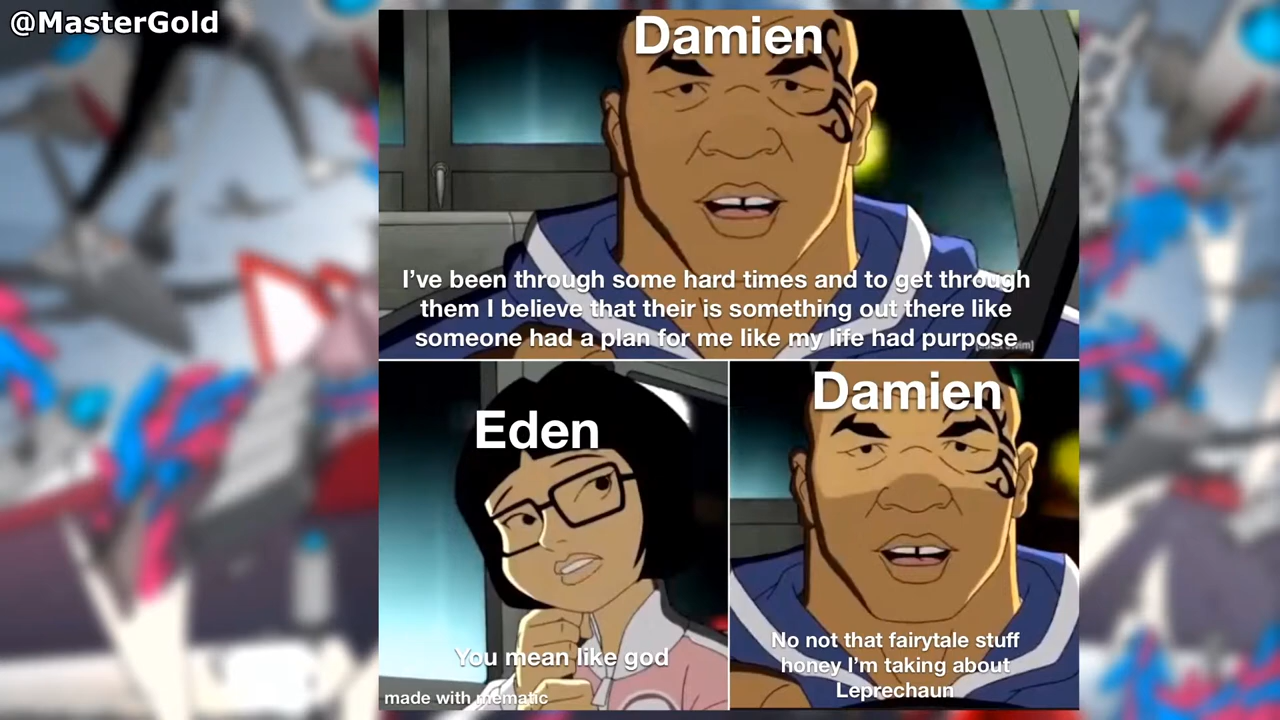 @MasterGold
Damien
I’ve been through some hard times and to get through
them I believe that their is something out there like
someone had a plan for me like my life had purpose
Eden
You mean like god
made with mematic
Damien
No not that fairytale stuff
honey I’m taking about
Leprechaun